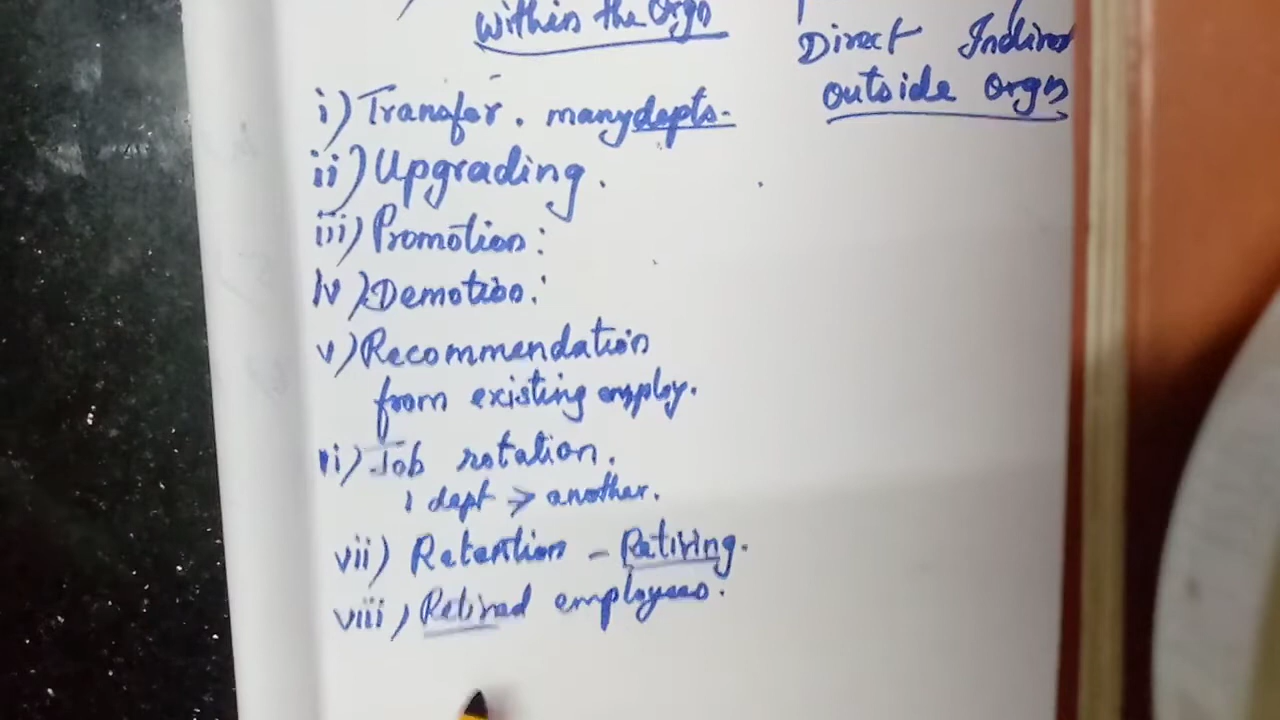 within the Orgn
Direct Indirect
outside orgn
i) Transfer. many depts.
ii) Upgrading.
iii) Promotion:
iv) Demotion:
v) Recommendation
from existing employ.
vi) Job rotation.
1 dept > another.
vii) Retention - Retiring.
viii) Retired employees.